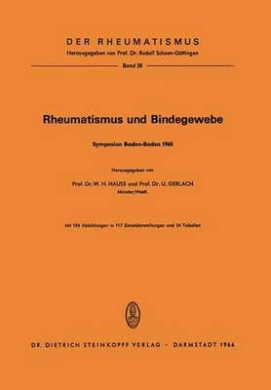 DER RHEUMATISMUS
Herausgegeben von Prof. Dr. Rudolf Schoen-Göttingen
Band 38
Rheumatismus und Bindegewebe
Symposion Baden-Baden 1965
Herausgegeben von
Prof. Dr. W. H. HAUSS und Prof. Dr. U. GERLACH
Münster/Westf.
Mit 194 Abbildungen in 117 Einzeldarstellungen und 34 Tabellen
DR. DIETRICH STEINKOPFF VERLAG · DARMSTADT 1966